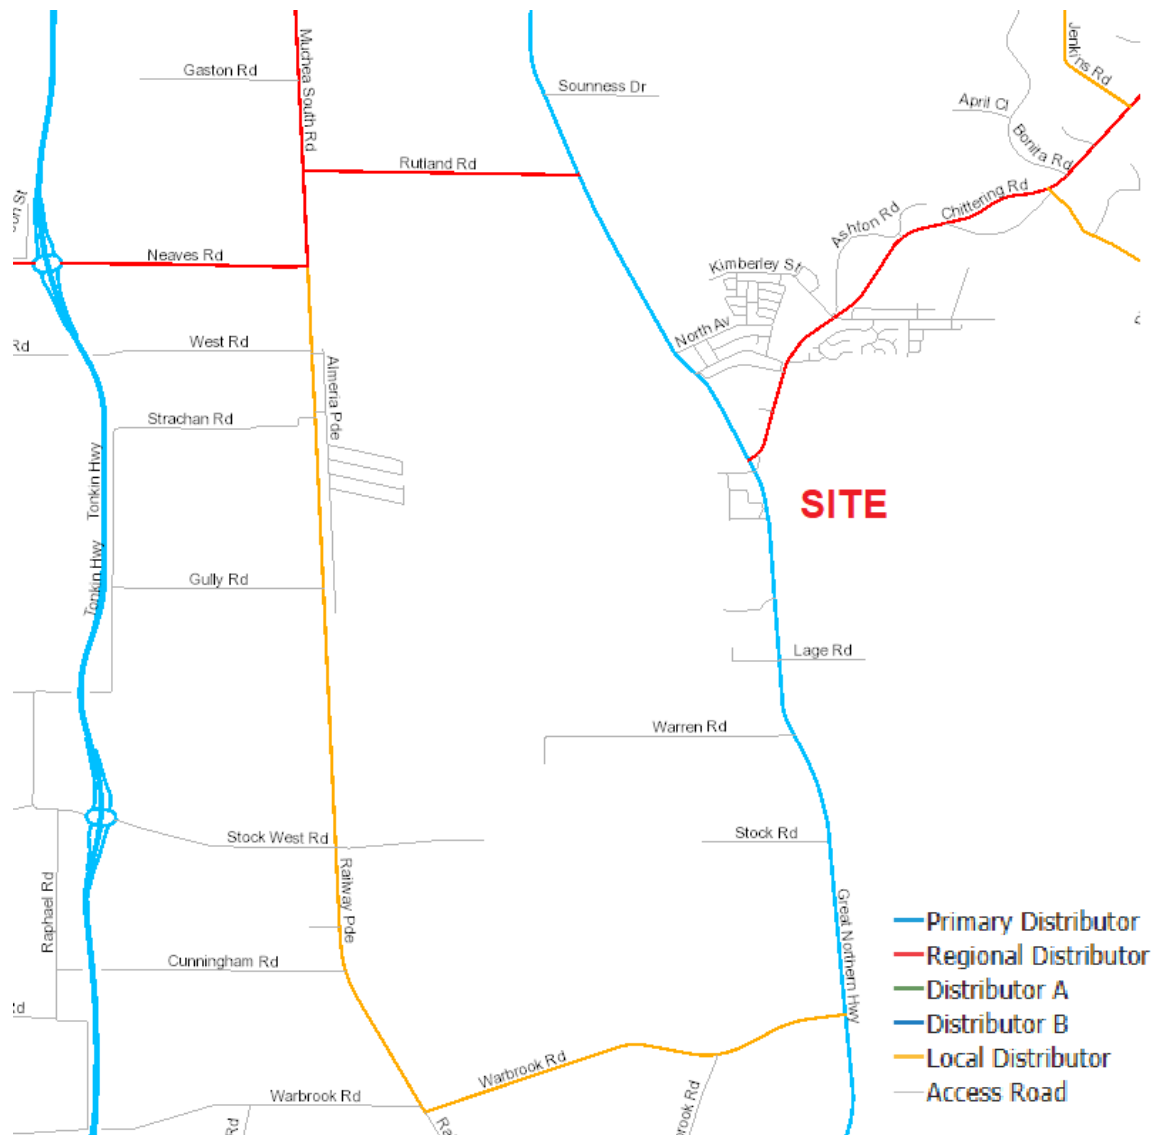 Jenkins Rd
Muchea South Rd
Gaston Rd
Sounness Dr
April Cl
Bonita Rd
Rutland Rd
Chittering Rd
Ashton Rd
Neaves Rd
Kimberley St
North Av
West Rd
Rd
Almeria Pde
Strachan Rd
Tonkin Hwy
SITE
Tonkin Hwy
Gully Rd
Lage Rd
Warren Rd
Stock West Rd
Stock Rd
Railway Pde
Raphael Rd
Great Northern Hwy
Cunningham Rd
Warbrook Rd
Warbrook Rd
Rd
Primary Distributor
Regional Distributor
Distributor A
Distributor B
Local Distributor
Access Road